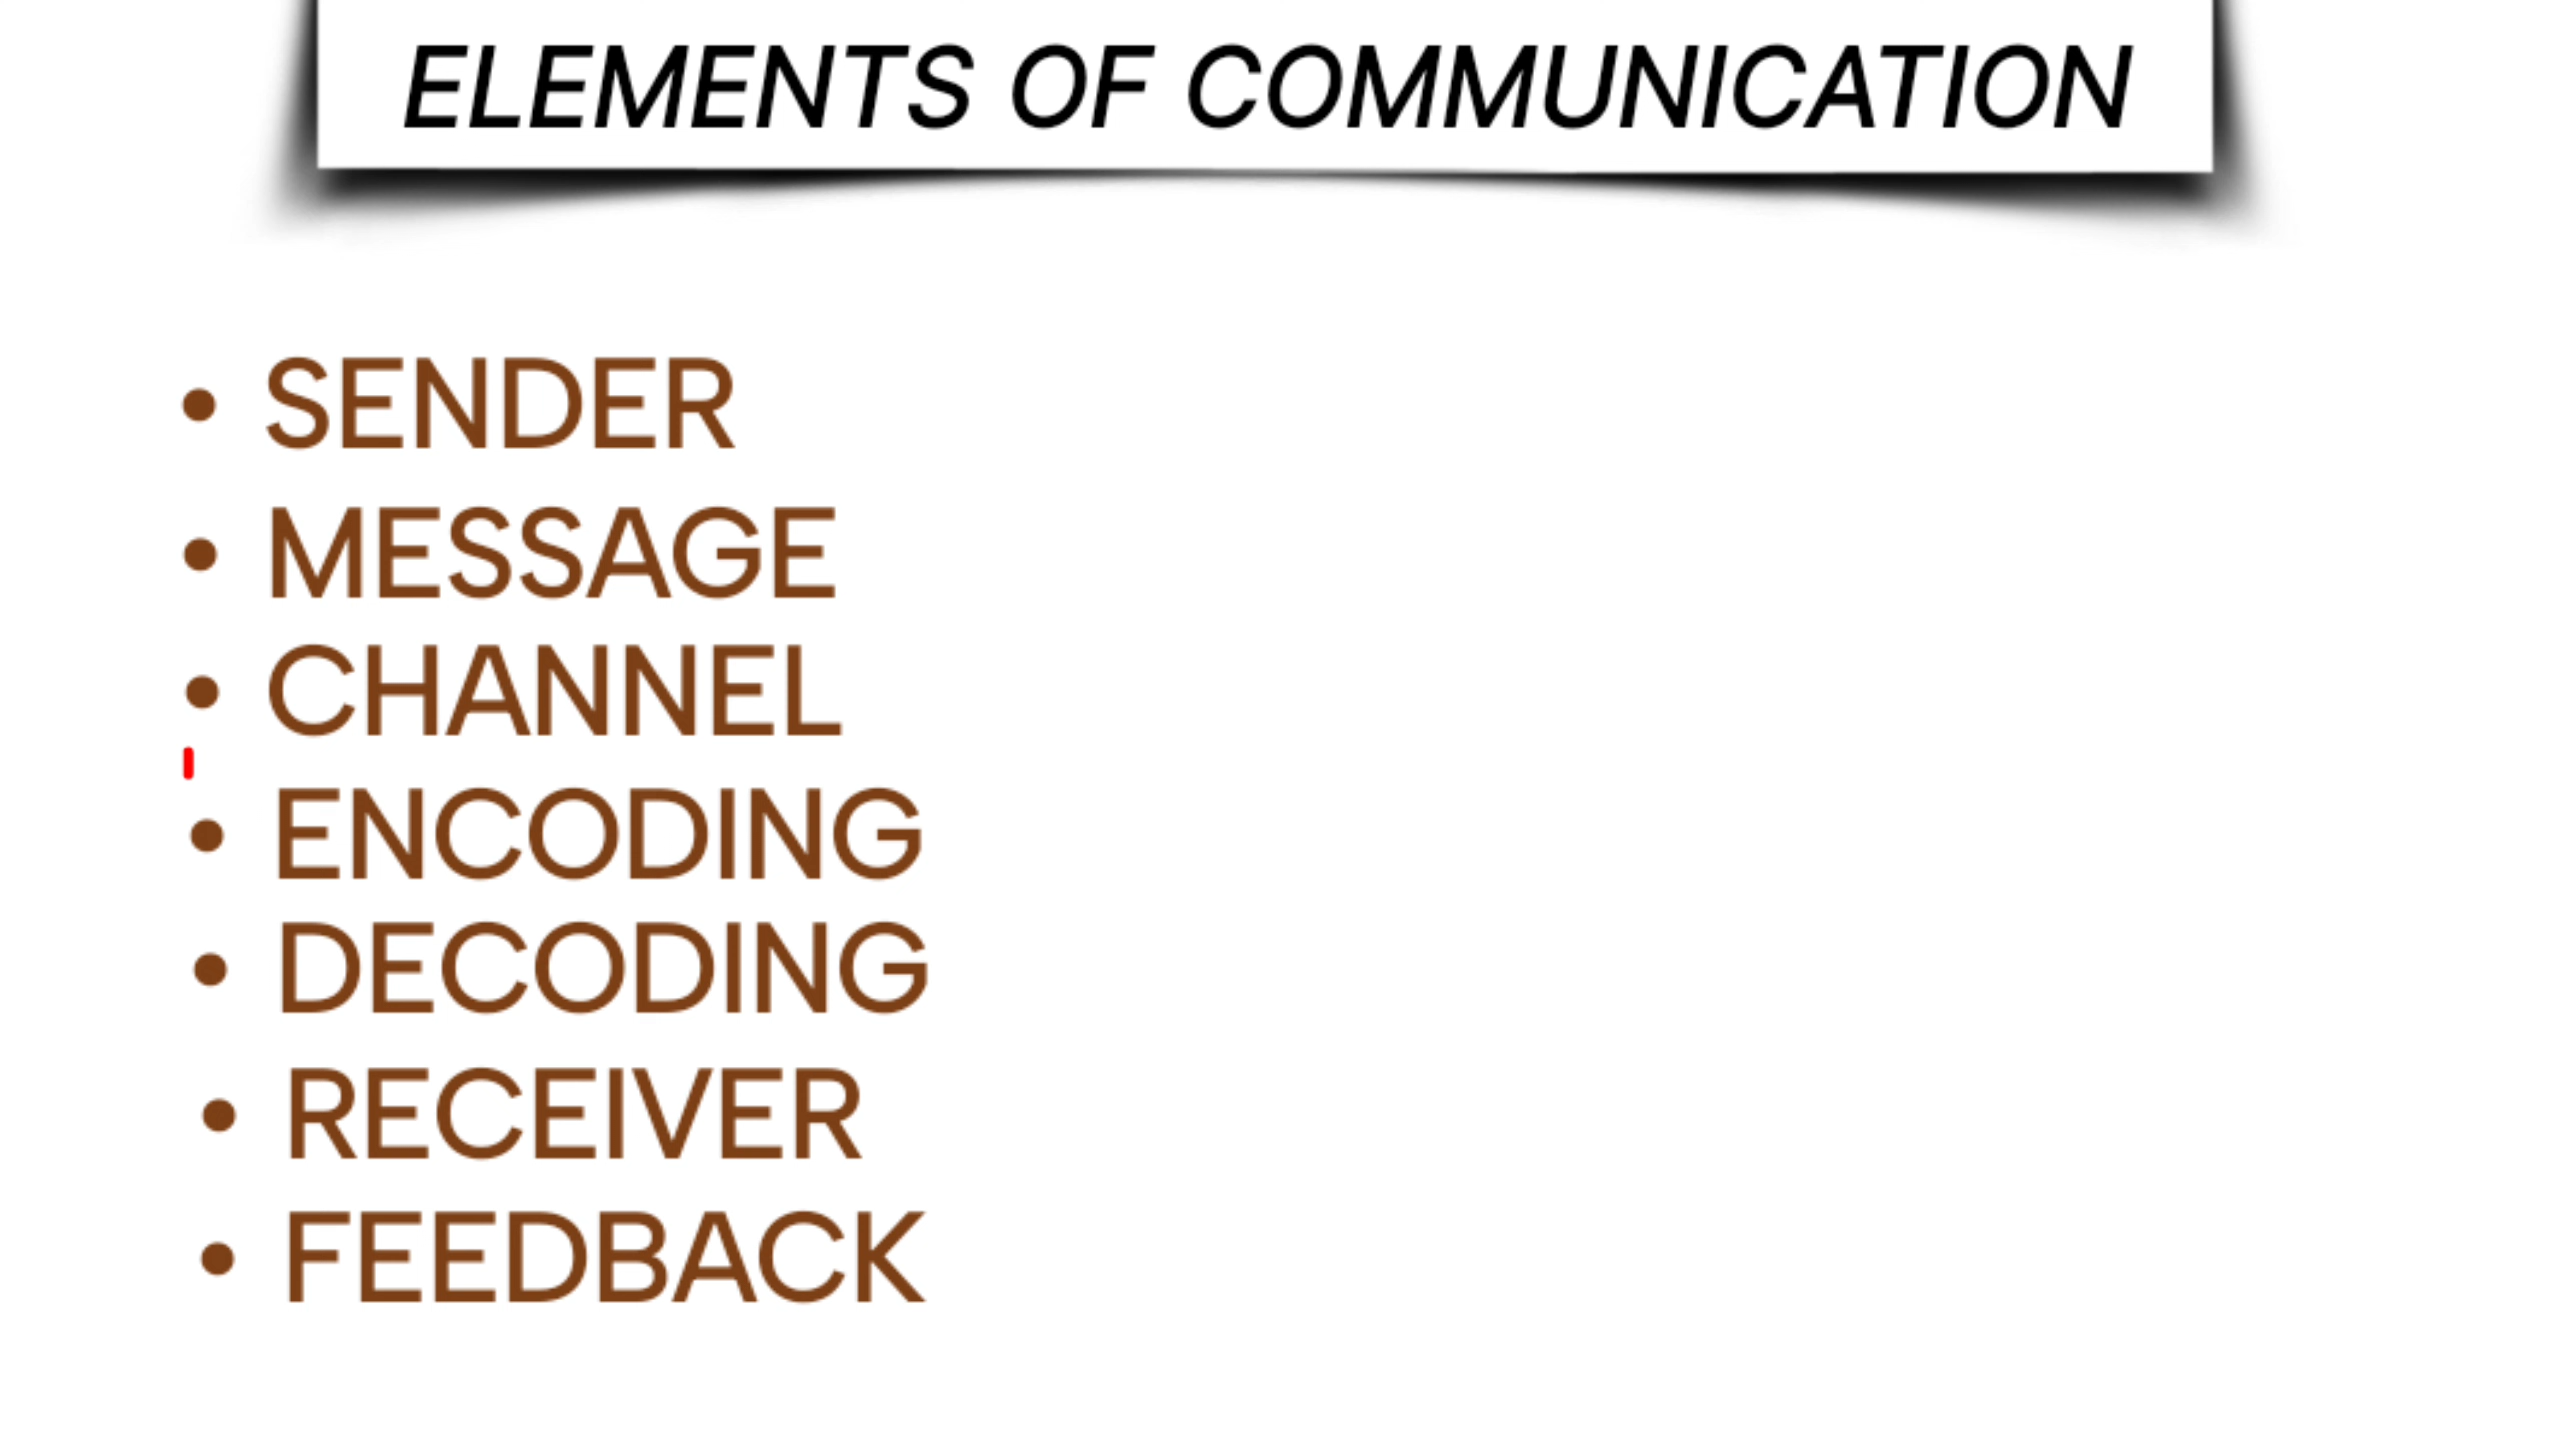 ELEMENTS OF COMMUNICATION
• SENDER
• MESSAGE
• CHANNEL
• ENCODING
• DECODING
• RECEIVER
• FEEDBACK